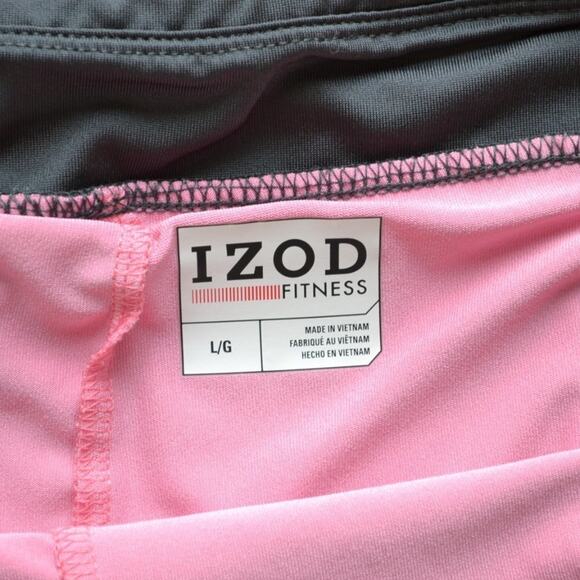 IZOD
FITNESS
L/G
MADE IN VIETNAM
FABRIQUÉ AU VIÊTNAM
HECHO EN VIETNAM